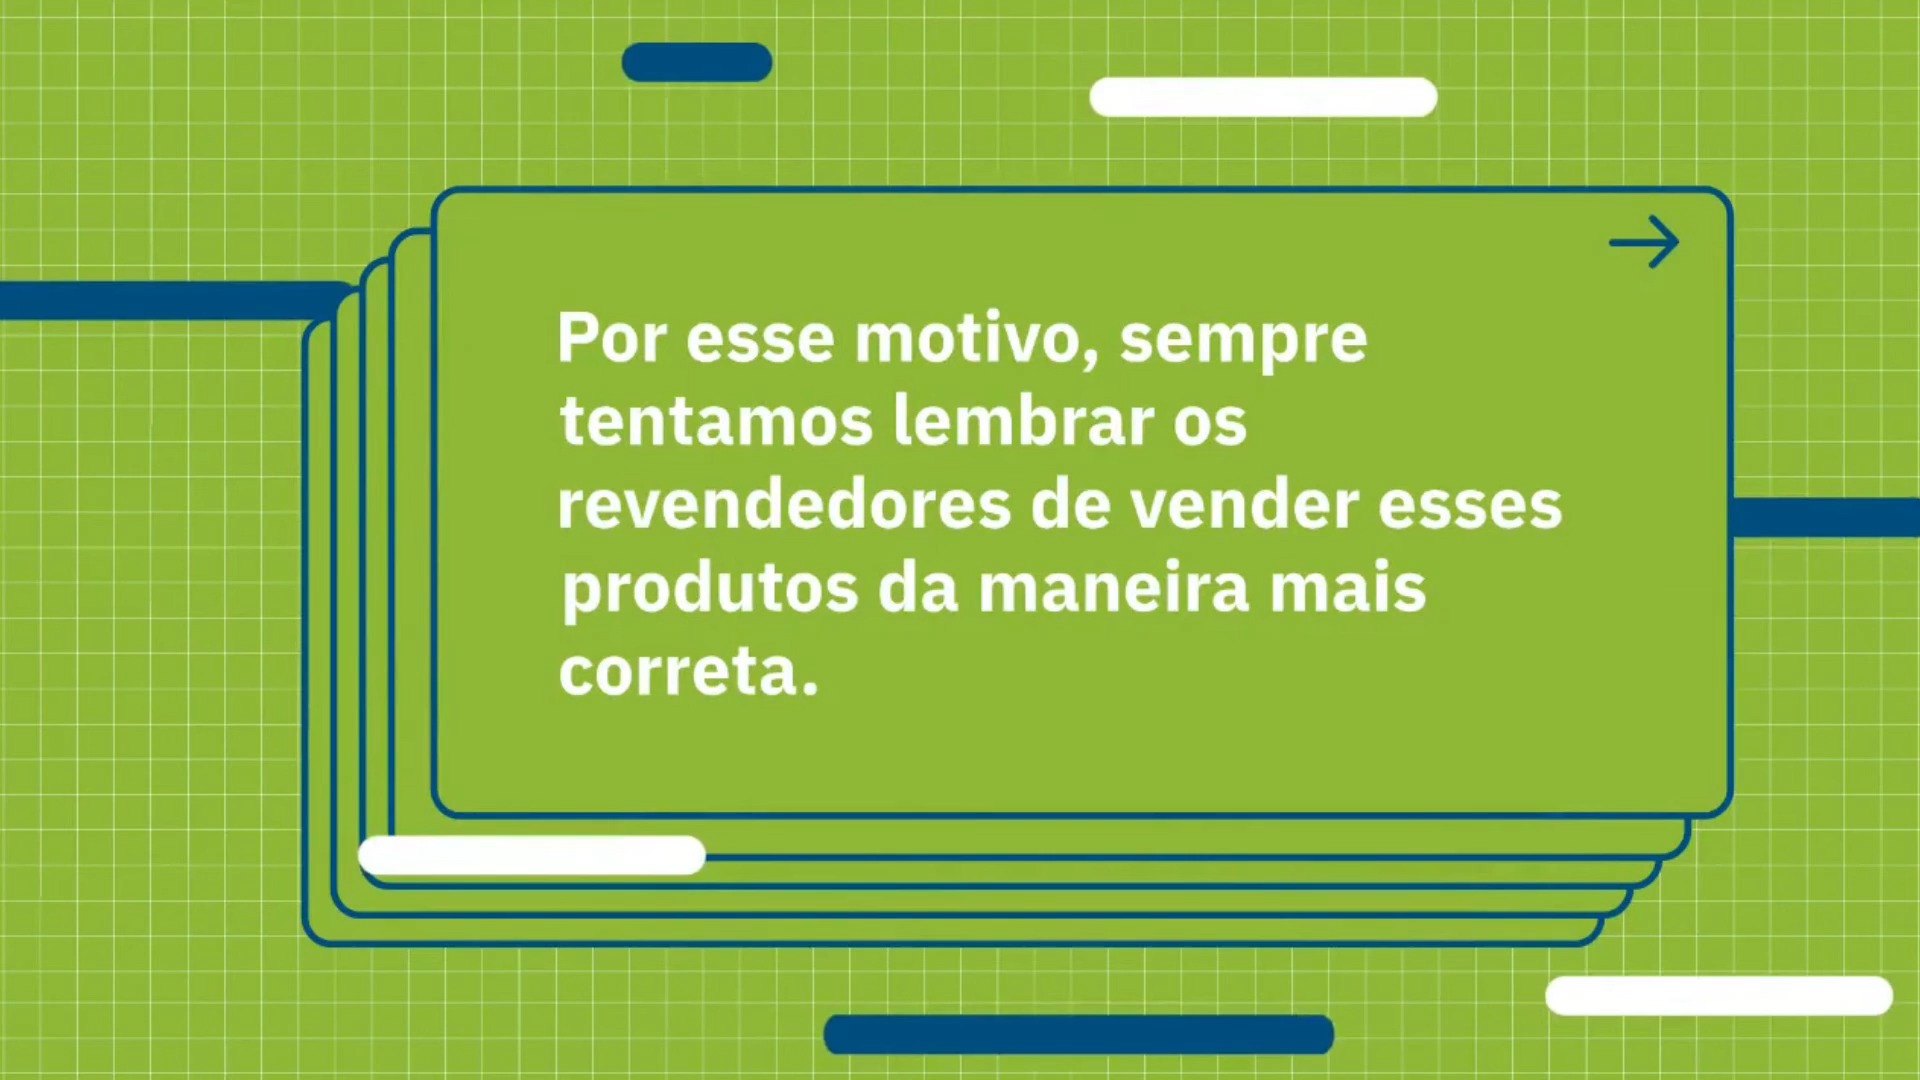 Por esse motivo, sempre
tentamos lembrar os
revendedores de vender esses
produtos da maneira mais
correta.